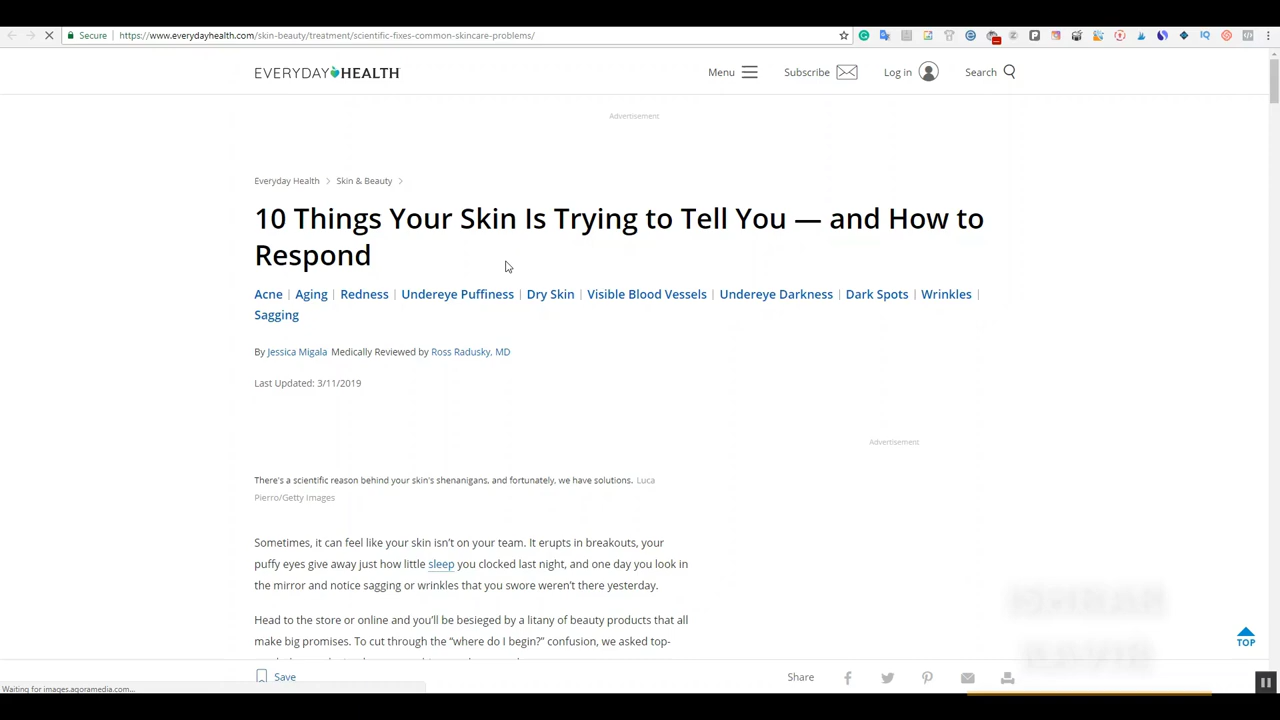 Secure | https://www.everydayhealth.com/skin-beauty/treatment/scientific-fixes-common-skincare-problems/
EVERYDAY HEALTH Menu Subscribe Log in Search
Advertisement
Everyday Health > Skin & Beauty >
10 Things Your Skin Is Trying to Tell You — and How to
Respond
Acne | Aging | Redness | Undereye Puffiness | Dry Skin | Visible Blood Vessels | Undereye Darkness | Dark Spots | Wrinkles |
Sagging
By Jessica Migala Medically Reviewed by Ross Radusky, MD
Last Updated: 3/11/2019
Advertisement
There's a scientific reason behind your skin's shenanigans, and fortunately, we have solutions. Luca
Pierro/Getty Images
Sometimes, it can feel like your skin isn't on your team. It erupts in breakouts, your
puffy eyes give away just how little sleep you clocked last night, and one day you look in
the mirror and notice sagging or wrinkles that you swore weren't there yesterday.
Head to the store or online and you'll be besieged by a litany of beauty products that all
make big promises. To cut through the “where do I begin?” confusion, we asked top-
TOP
Save Share
Waiting for images.agoramedia.com...